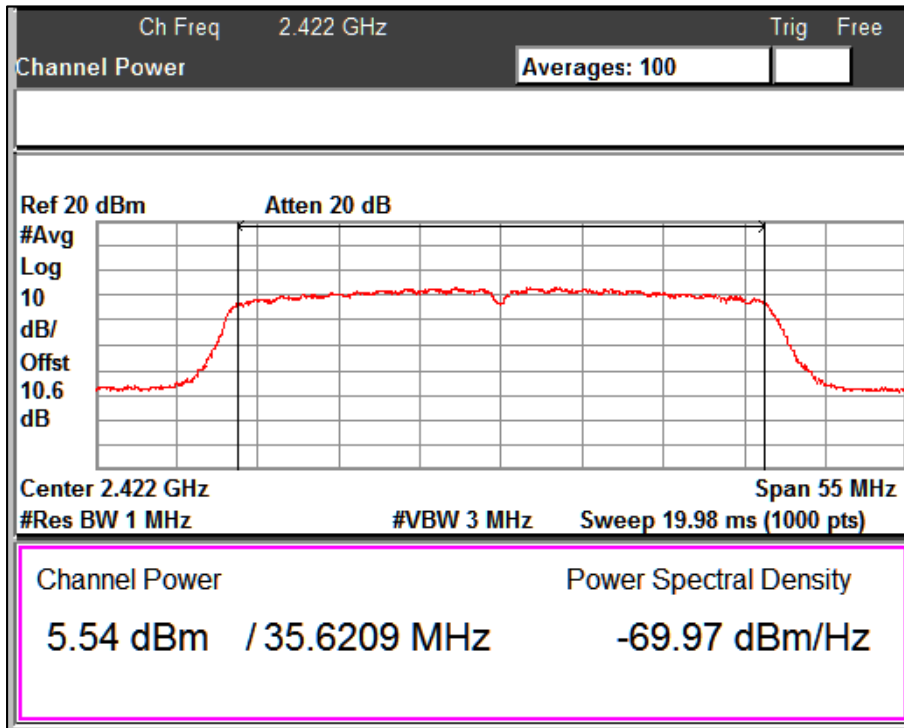 Ch Freq 2.422 GHz Trig Free
Channel Power Averages: 100
Ref 20 dBm Atten 20 dB
#Avg
Log
10
dB/
Offst
10.6
dB
Center 2.422 GHz Span 55 MHz
#Res BW 1 MHz #VBW 3 MHz Sweep 19.98 ms (1000 pts)
Channel Power Power Spectral Density
5.54 dBm / 35.6209 MHz -69.97 dBm/Hz